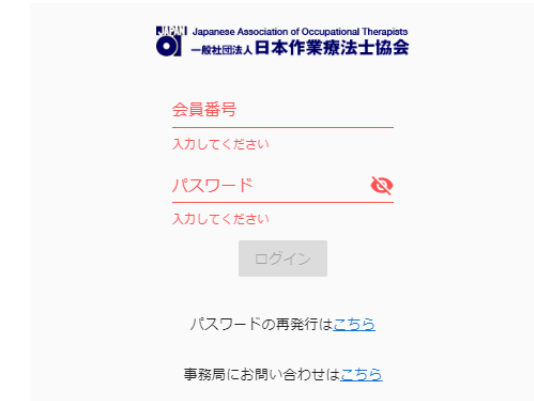 JAPAN Japanese Association of Occupational Therapists
一般社団法人 日本作業療法士協会
会員番号
入力してください
パスワード
入力してください
ログイン
パスワードの再発行はこちら
事務局にお問い合わせはこちら